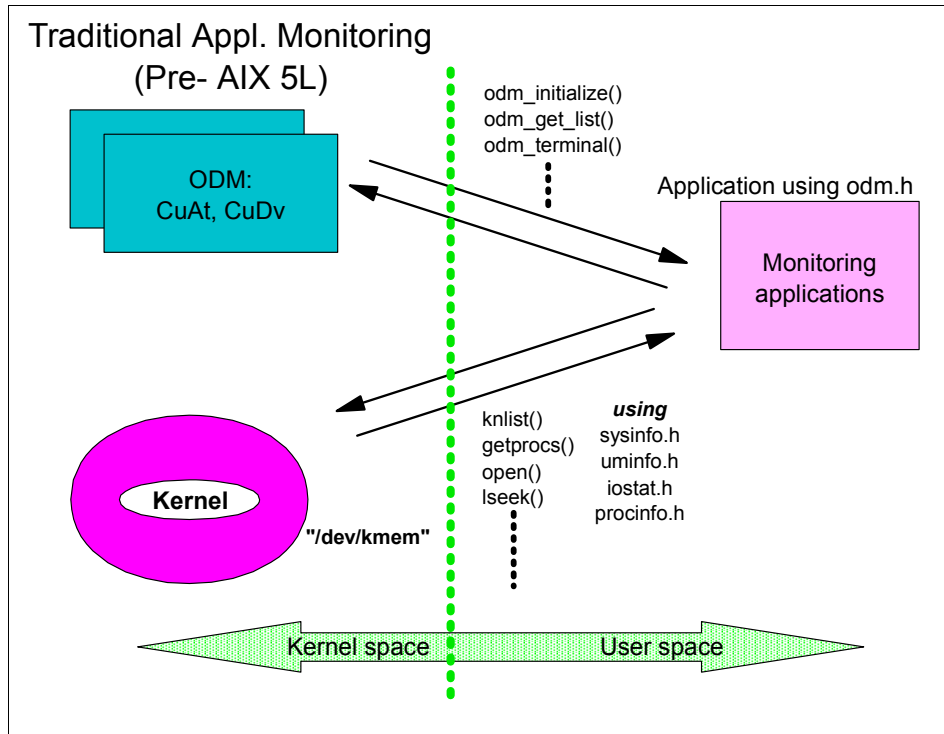 Traditional Appl. Monitoring
(Pre- AIX 5L)
odm_initialize()
odm_get_list()
odm_terminal()
ODM:
CuAt, CuDv
Application using odm.h
Monitoring
applications
knlist()
getprocs()
open()
lseek()
using
sysinfo.h
uminfo.h
iostat.h
procinfo.h
Kernel
"/dev/kmem"
Kernel space
User space